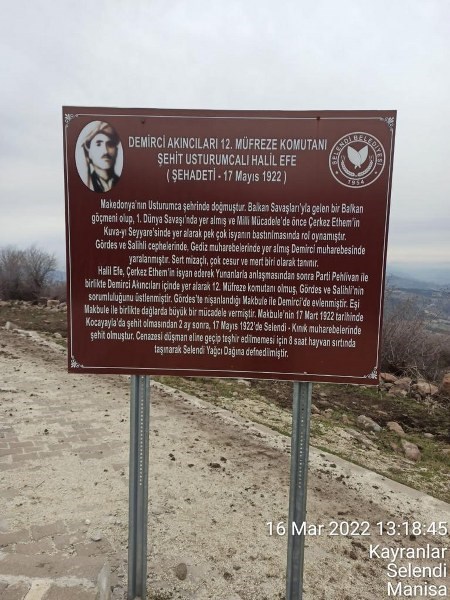 DEMİRCİ AKINCILARI 12. MÜFREZE KOMUTANI
ŞEHİT USTURUMCALI HALİL EFE
( ŞEHADETİ - 17 Mayıs 1922 )
SELENDİ BELEDİYESİ
1954
Makedonya'nın Usturumca şehrinde doğmuştur. Balkan Savaşları'yla gelen bir Balkan
göçmeni olup, 1. Dünya Savaşı'nda yer almış ve Milli Mücadele'de önce Çerkez Ethem'in
Kuva-yı Seyyare'sinde yer alarak pek çok isyanın bastırılmasında rol oynamıştır.
Gördes ve Salihli cephelerinde, Gediz muharebelerinde yer almış Demirci muharebesinde
yaralanmıştır. Sert mizaçlı, çok cesur ve mert biri olarak tanınır.
Halil Efe, Çerkez Ethem'in isyan ederek Yunanlarla anlaşmasından sonra Parti Pehlivan ile
birlikte Demirci Akıncıları içinde yer alarak 12. Müfreze komutanı olmuş, Gördes ve Salihli'nin
sorumluluğunu üstlenmiştir. Gördes'te nişanlandığı Makbule ile Demirci'de evlenmiştir. Eşi
Makbule ile birlikte dağlarda büyük bir mücadele vermiştir. Makbule'nin 17 Mart 1922 tarihinde
Kocayayla'da şehit olmasından 2 ay sonra, 17 Mayıs 1922'de Selendi - Kınık muharebelerinde
şehit olmuştur. Cenazesi düşman eline geçip teşhir edilmemesi için 8 saat hayvan sırtında
taşınarak Selendi Yağcı Dağına defnedilmiştir.
16 Mar 2022 13:18:45
Kayranlar
Selendi
Manisa